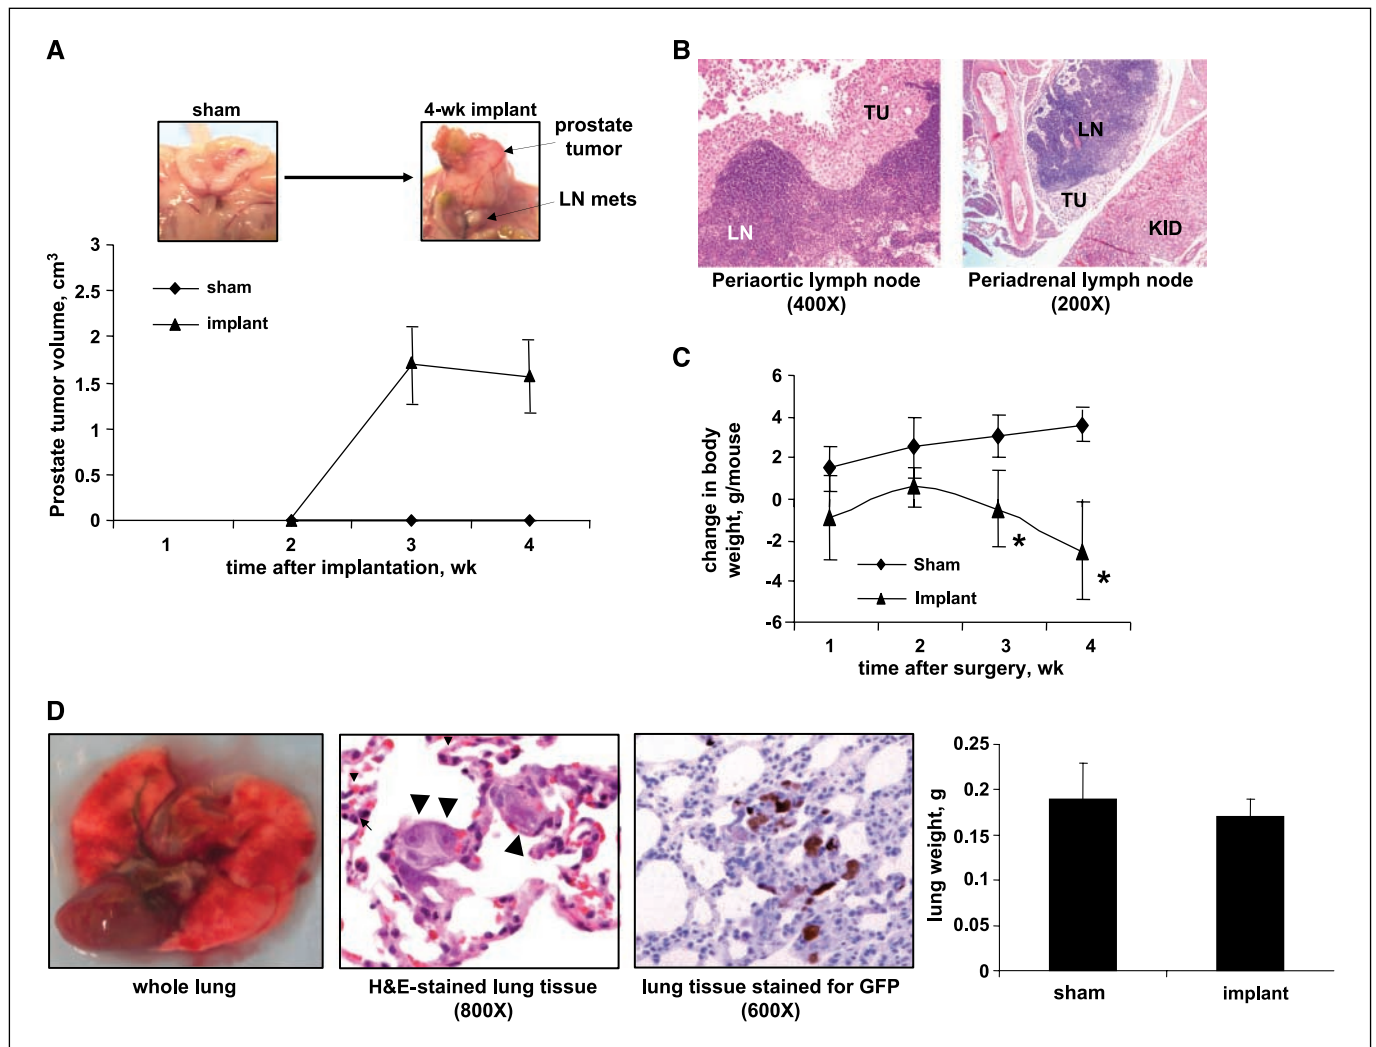 A
sham
4-wk implant
prostate
tumor
LN mets
3
2.5
2
1.5
1
0.5
0
Prostate tumor volume, cm3
sham
implant
1 2 3 4
time after implantation, wk
B
TU
LN
Periaortic lymph node
(400X)
LN
TU
KID
Periadrenal lymph node
(200X)
C
6
4
2
0
-2
-4
-6
change in body
weight, g/mouse
Sham
Implant
*
*
1 2 3 4
time after surgery, wk
D
whole lung
H&E-stained lung tissue
(800X)
lung tissue stained for GFP
(600X)
0.25
0.2
0.15
0.1
0.05
0
lung weight, g
sham implant